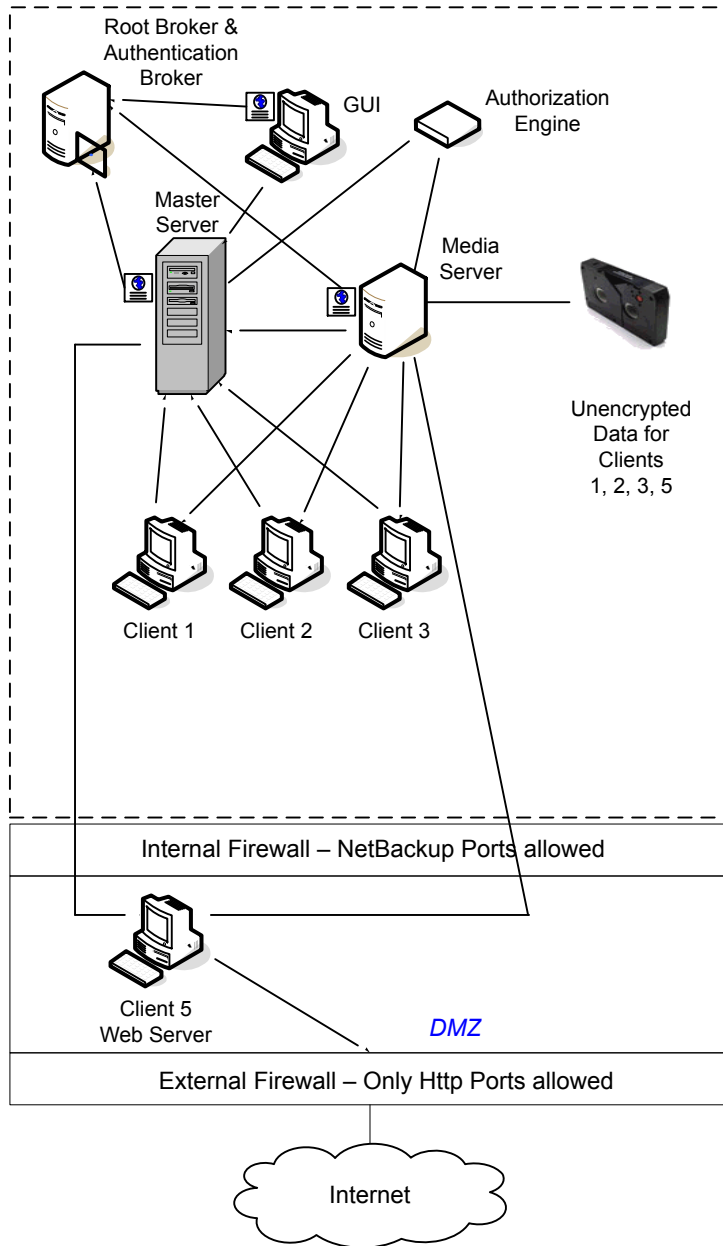 Root Broker &
Authentication
Broker
GUI
Authorization
Engine
Master
Server
Media
Server
Unencrypted
Data for
Clients
1, 2, 3, 5
Client 1
Client 2
Client 3
Internal Firewall – NetBackup Ports allowed
Client 5
Web Server
DMZ
External Firewall – Only Http Ports allowed
Internet